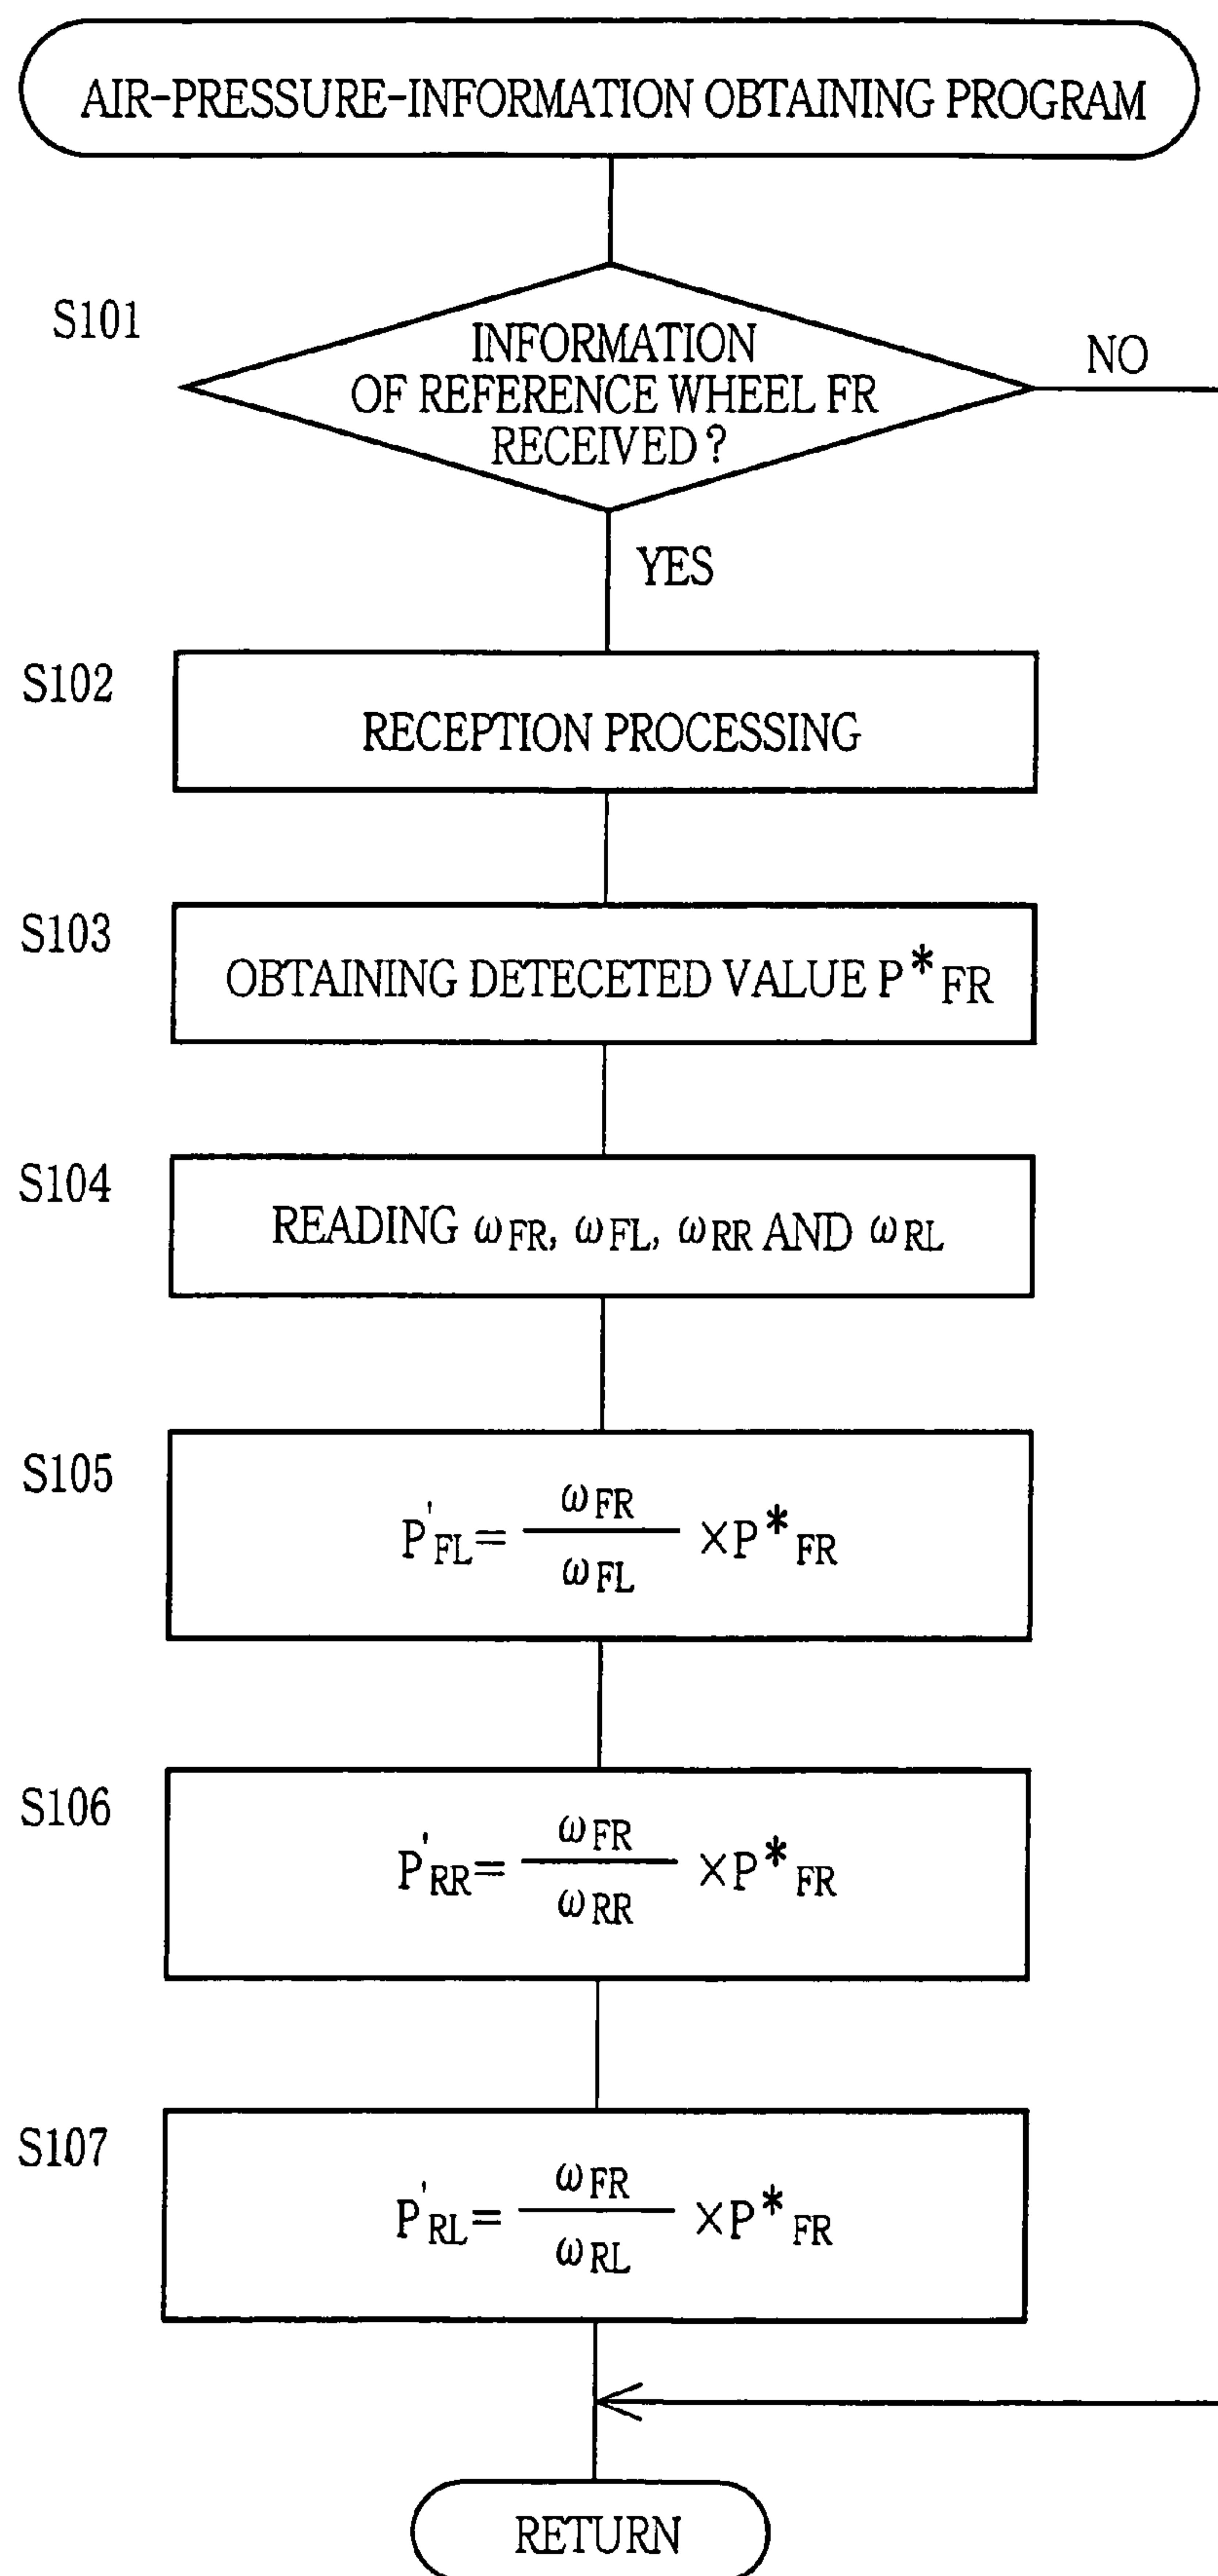 AIR-PRESSURE-INFORMATION OBTAINING PROGRAM
S101
INFORMATION
OF REFERENCE WHEEL FR
RECEIVED?
NO
YES
S102
RECEPTION PROCESSING
S103
OBTAINING DETECETED VALUE P*FR
S104
READING ωFR, ωFL, ωRR AND ωRL
S105
P'FL = ωFR / ωFL ×P*FR
S106
P'RR = ωFR / ωRR ×P*FR
S107
P'RL = ωFR / ωRL ×P*FR
RETURN